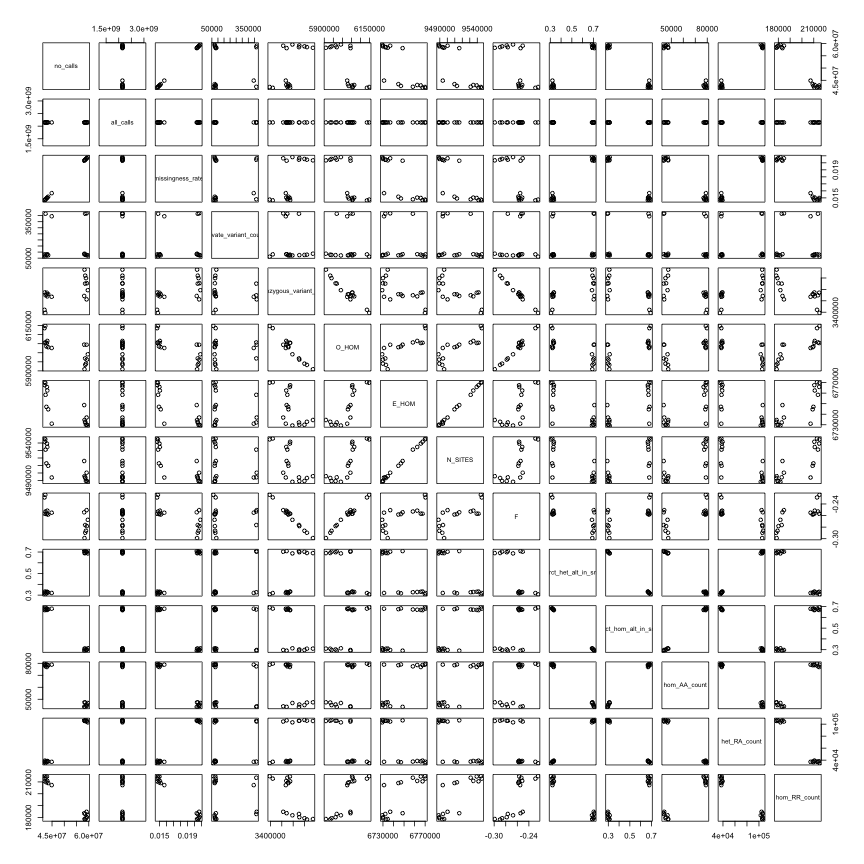 1.5e+09 3.0e+09 50000 350000 5900000 6150000 9490000 9540000 0.3 0.5 0.7 50000 80000 180000 210000
no_calls
4.5e+07 6.0e+07
1.5e+09 3.0e+09
all_calls
missingness_rate
0.015 0.019
50000 350000
vate_variant_cou
zygous_variant_
3400000
5900000 6150000
O_HOM
E_HOM
6730000 6770000
9490000 9540000
N_SITES
F
-0.30 -0.24
0.3 0.5 0.7
rct_het_alt_in_sn
ct_hom_alt_in_s
0.3 0.5 0.7
50000 80000
hom_AA_count
het_RA_count
4e+04 1e+05
180000 210000
hom_RR_count
4.5e+07 6.0e+07 0.015 0.019 3400000 6730000 6770000 -0.30 -0.24 0.3 0.5 0.7 4e+04 1e+05